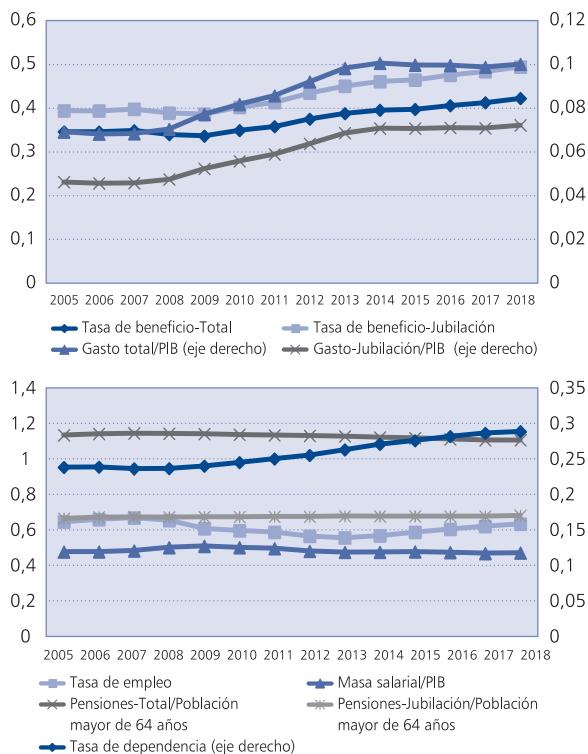 0,6
0,12
0,5
0,1
0,4
0,08
0,3
0,06
0,2
0,04
0,1
0,02
0
0
2005 2006 2007 2008 2009 2010 2011 2012 2013 2014 2015 2016 2017 2018
Tasa de beneficio-Total
Tasa de beneficio-Jubilación
Gasto total/PIB (eje derecho)
Gasto-Jubilación/PIB (eje derecho)
1,4
0,35
1,2
0,3
1
0,25
0,8
0,2
0,6
0,15
0,4
0,1
0,2
0,05
0
0
2005 2006 2007 2008 2009 2010 2011 2012 2013 2014 2015 2016 2017 2018
Tasa de empleo
Masa salarial/PIB
Pensiones-Total/Población
mayor de 64 años
Pensiones-Jubilación/Población
mayor de 64 años
Tasa de dependencia (eje derecho)